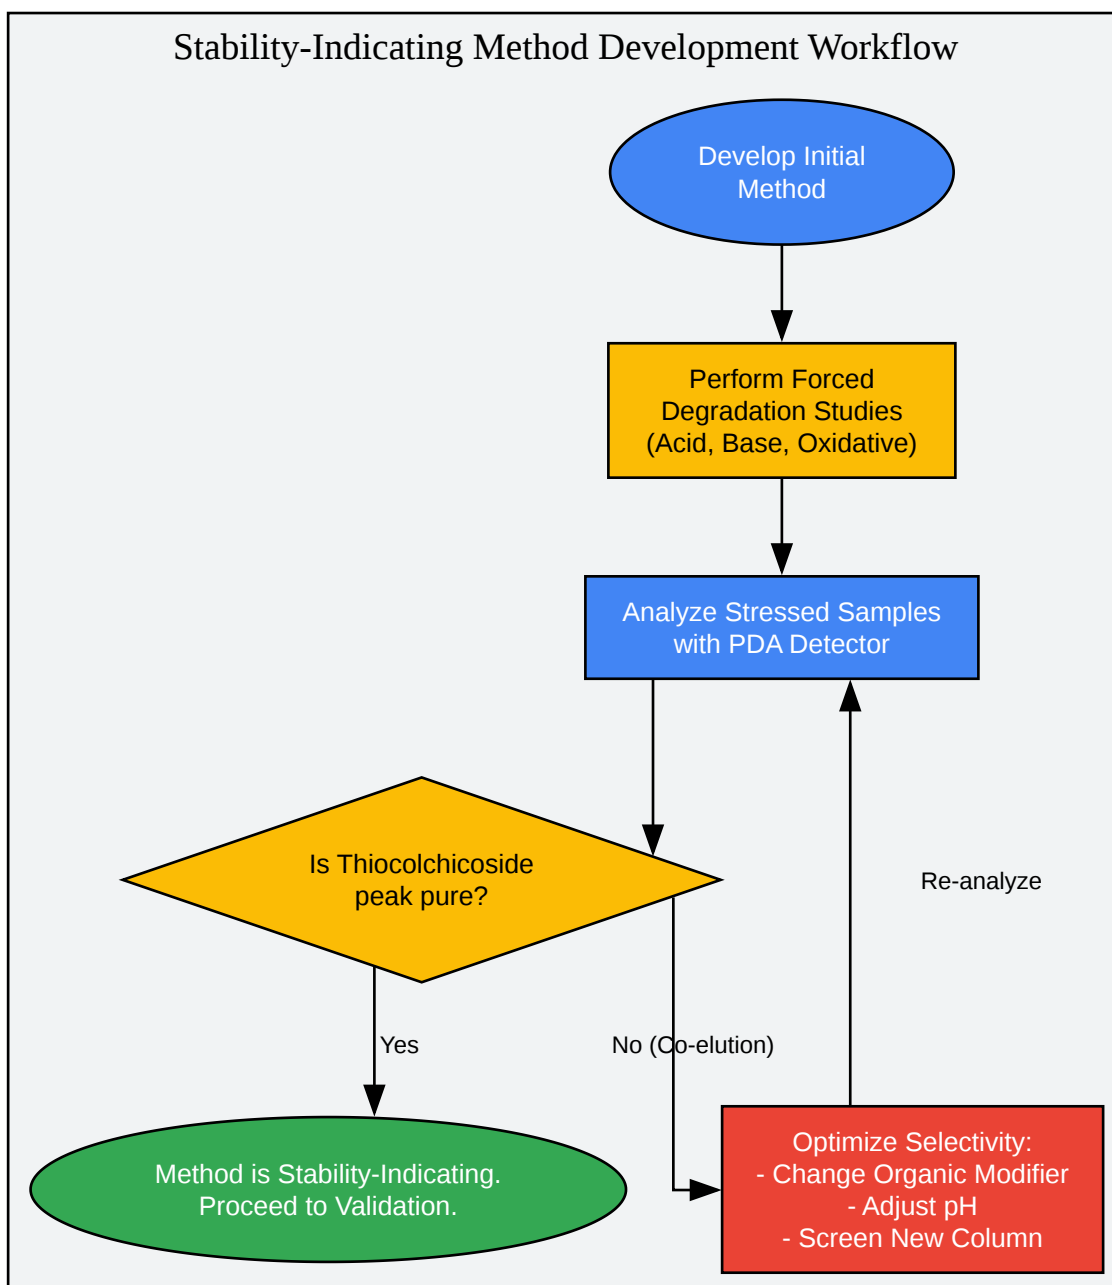 Stability-Indicating Method Development Workflow
Develop Initial
Method
Perform Forced
Degradation Studies
(Acid, Base, Oxidative)
Analyze Stressed Samples
with PDA Detector
Is Thiocolchicoside
peak pure?
Re-analyze
Yes
No (Co-elution)
Method is Stability-Indicating.
Proceed to Validation.
Optimize Selectivity:
- Change Organic Modifier
- Adjust pH
- Screen New Column